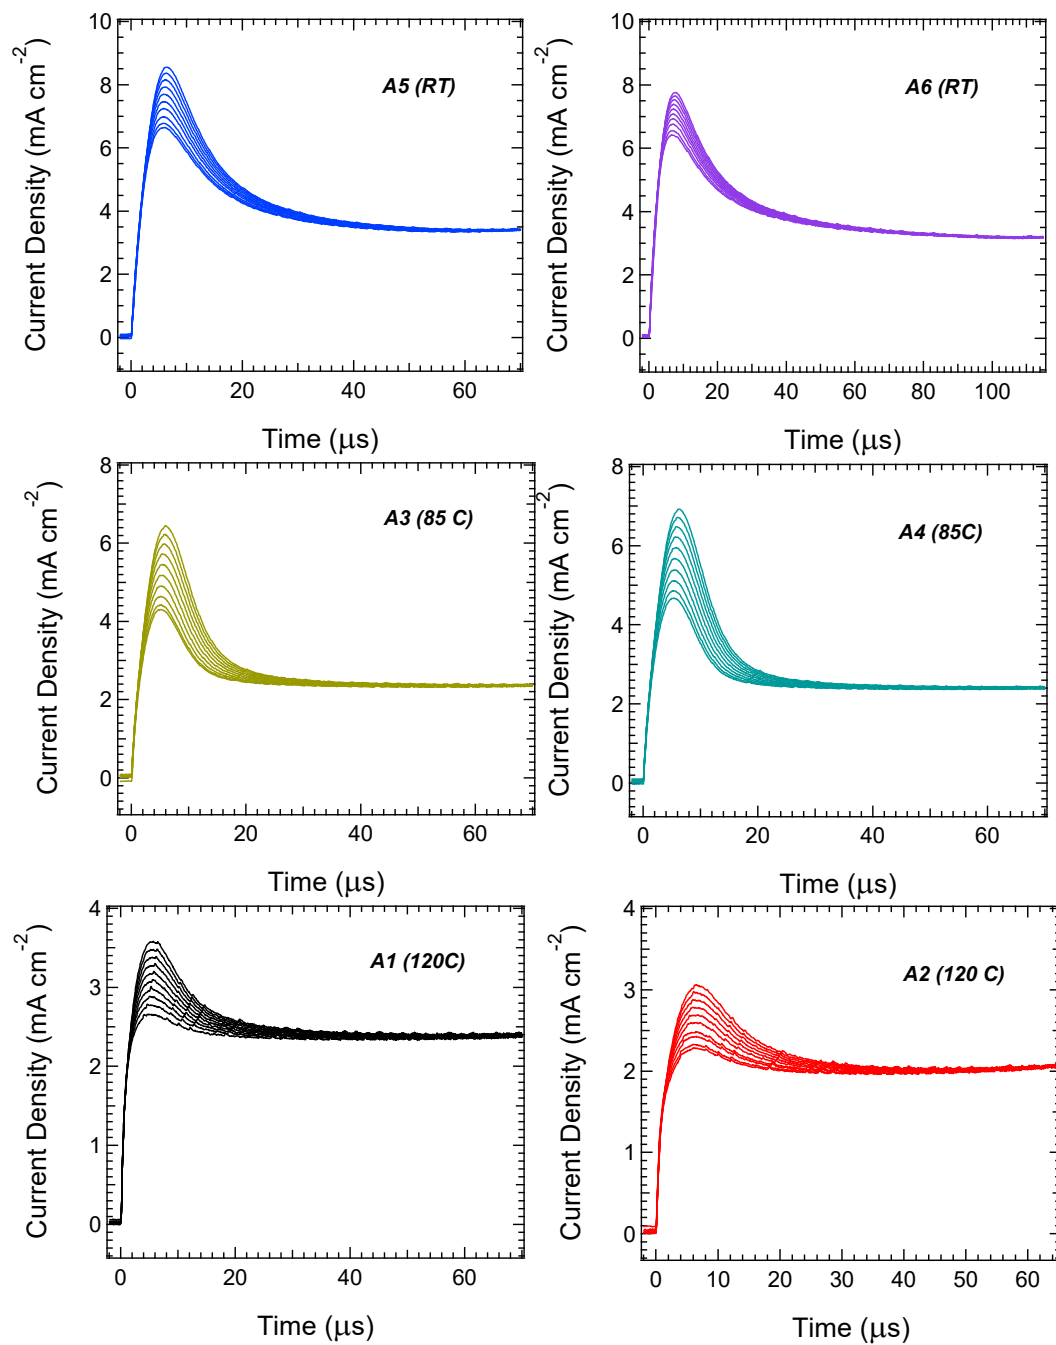 A5 (RT)
Current Density (mA cm-2)
10
8
6
4
2
0
0 20 40 60
Time (μs)
A6 (RT)
Current Density (mA cm-2)
10
8
6
4
2
0
0 20 40 60 80 100
Time (μs)
A3 (85 C)
Current Density (mA cm-2)
8
6
4
2
0
0 20 40 60
Time (μs)
A4 (85C)
Current Density (mA cm-2)
8
6
4
2
0
0 20 40 60
Time (μs)
A1 (120C)
Current Density (mA cm-2)
4
3
2
1
0
0 20 40 60
Time (μs)
A2 (120 C)
Current Density (mA cm-2)
4
3
2
1
0
0 10 20 30 40 50 60
Time (μs)